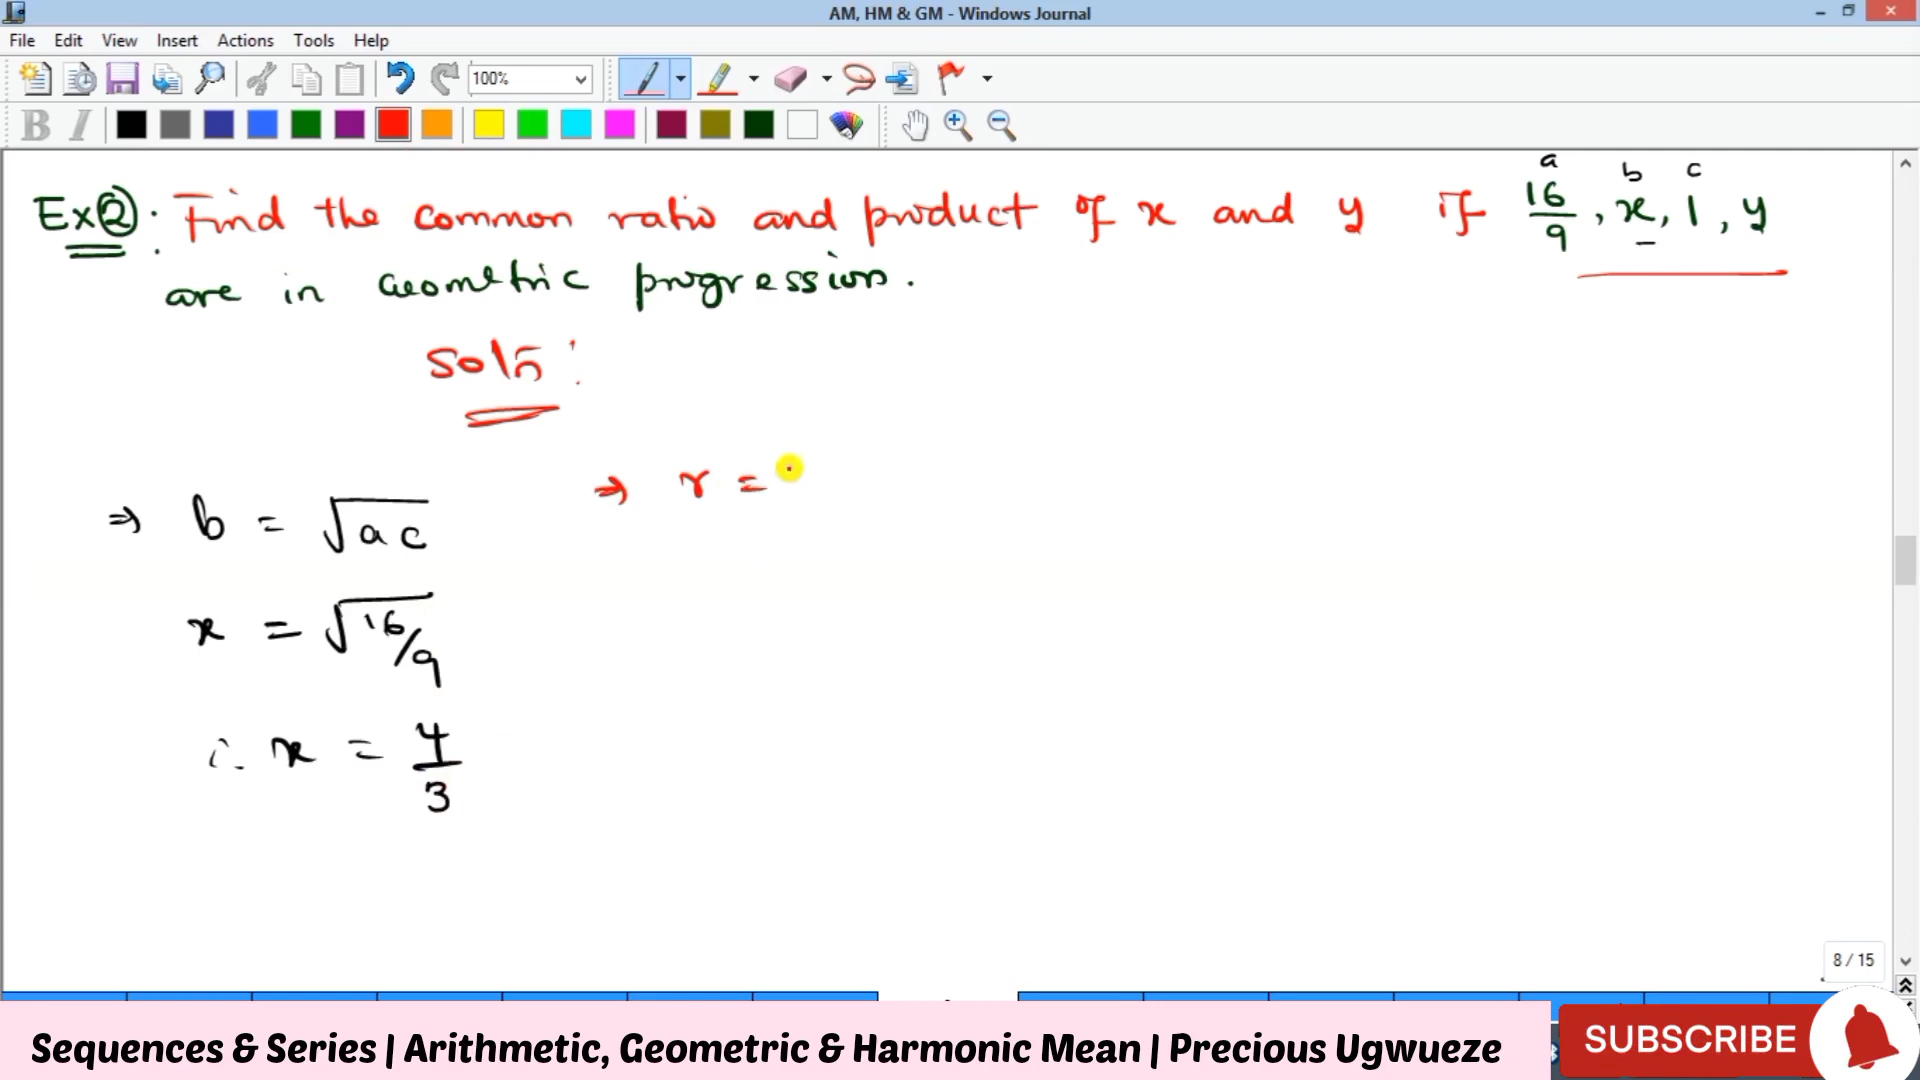 AM, HM & GM - Windows Journal
File Edit View Insert Actions Tools Help
100%
B I
a b c
Ex②: Find the common ratio and product of x and y if 16/9, x, 1, y
are in Geometric progression.
Soln:
⇒ b = √ac
⇒ r =
x = √16/9
∴ x = 4/3
8 / 15
Sequences & Series | Arithmetic, Geometric & Harmonic Mean | Precious Ugwueze
SUBSCRIBE